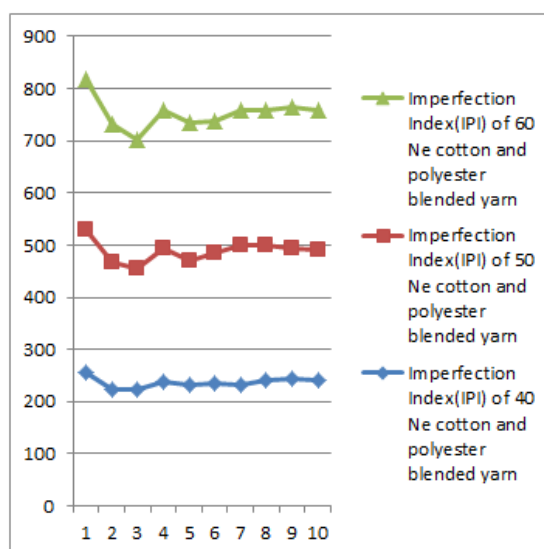 900
800
700
600
500
400
300
200
100
0
1 2 3 4 5 6 7 8 9 10
Imperfection
Index(IPI) of 60
Ne cotton and
polyester
blended yarn
Imperfection
Index(IPI) of 50
Ne cotton and
polyester
blended yarn
Imperfection
Index(IPI) of 40
Ne cotton and
polyester
blended yarn